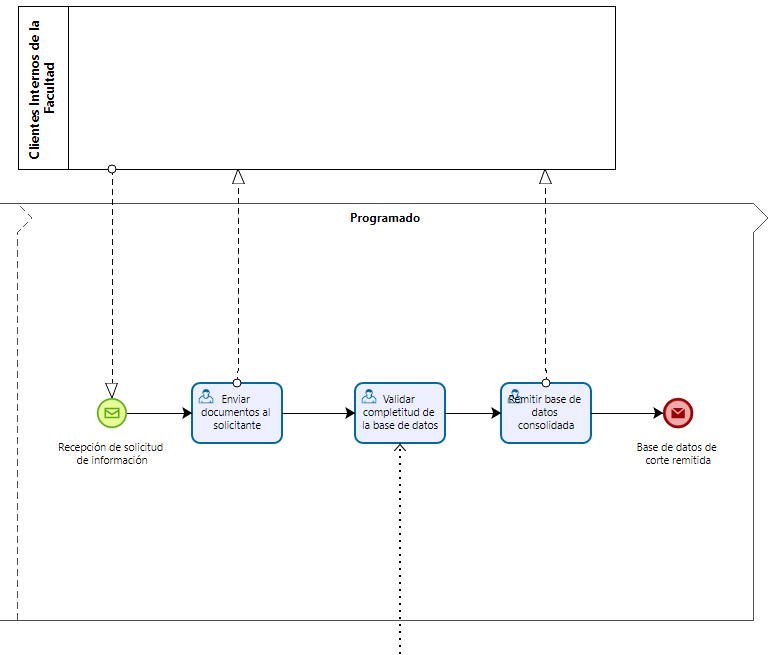 Clientes Internos de la
Facultad
Programado
Enviar
documentos al
solicitante
Validar
completitud de
la base de datos
Remitir base de
datos
consolidada
Recepción de solicitud
de información
Base de datos de
corte remitida